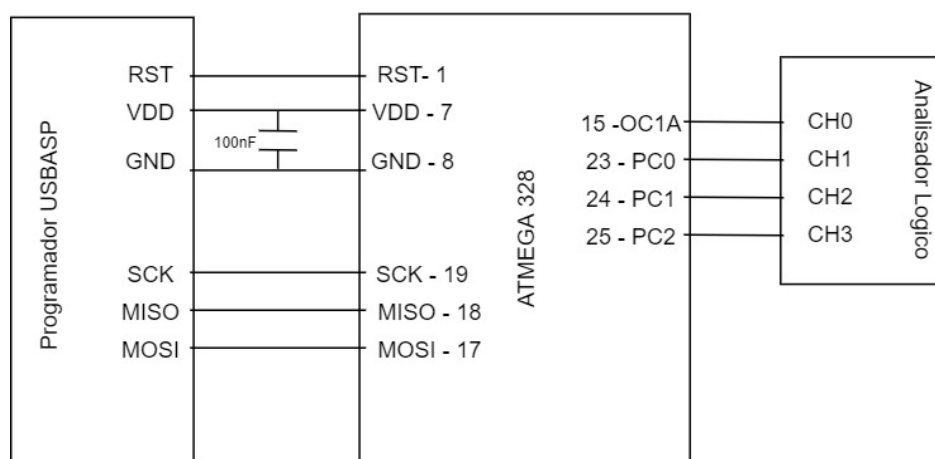 Programador USBASP
RST
VDD
GND
SCK
MISO
MOSI
100nF
RST- 1
VDD - 7
GND - 8
SCK - 19
MISO - 18
MOSI - 17
ATMEGA 328
15 -OC1A
23 - PC0
24 - PC1
25 - PC2
CH0
CH1
CH2
CH3
Analisador Logico